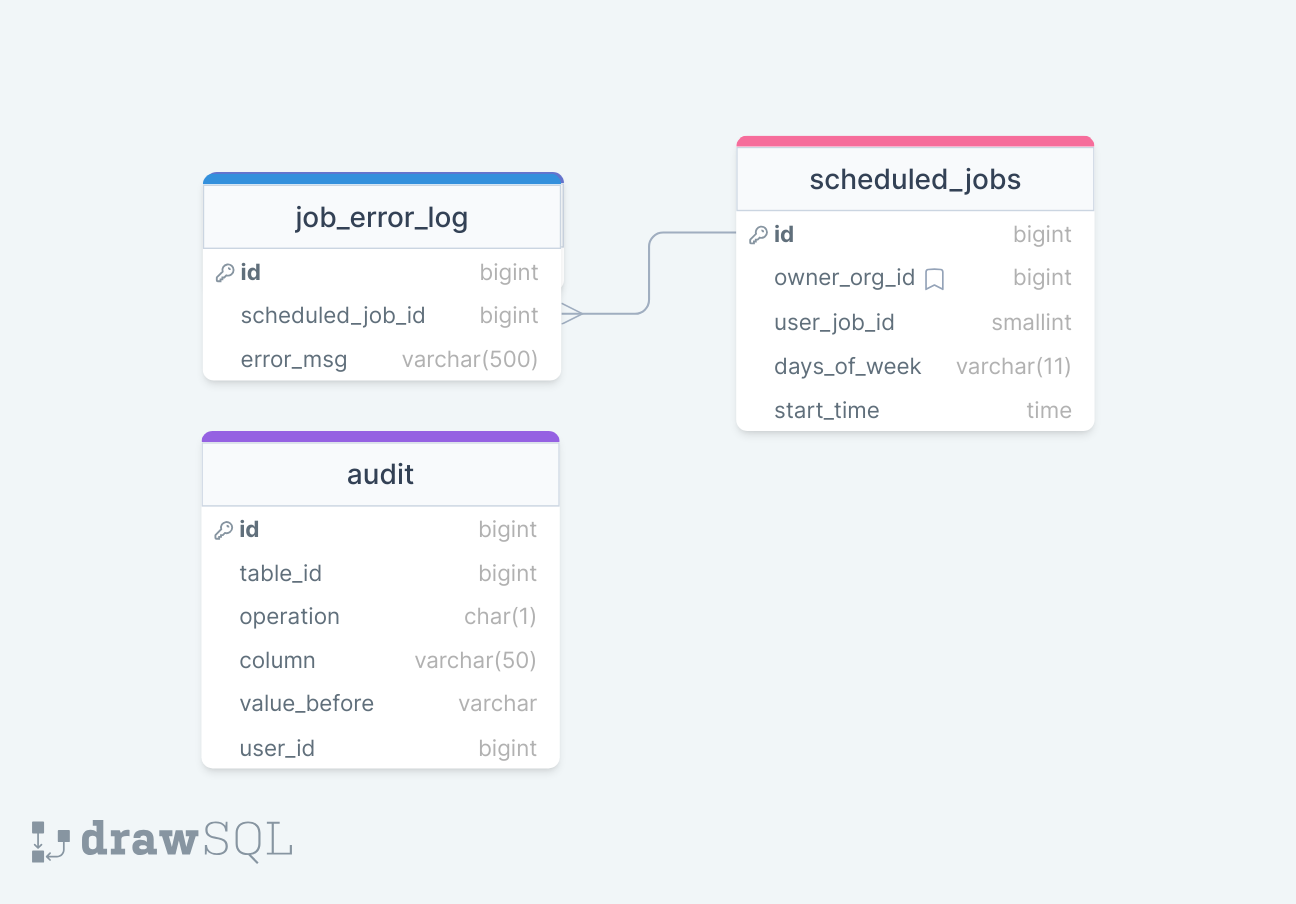 job_error_log
id bigint
scheduled_job_id bigint
error_msg varchar(500)
scheduled_jobs
id bigint
owner_org_id bigint
user_job_id smallint
days_of_week varchar(11)
start_time time
audit
id bigint
table_id bigint
operation char(1)
column varchar(50)
value_before varchar
user_id bigint
drawSQL